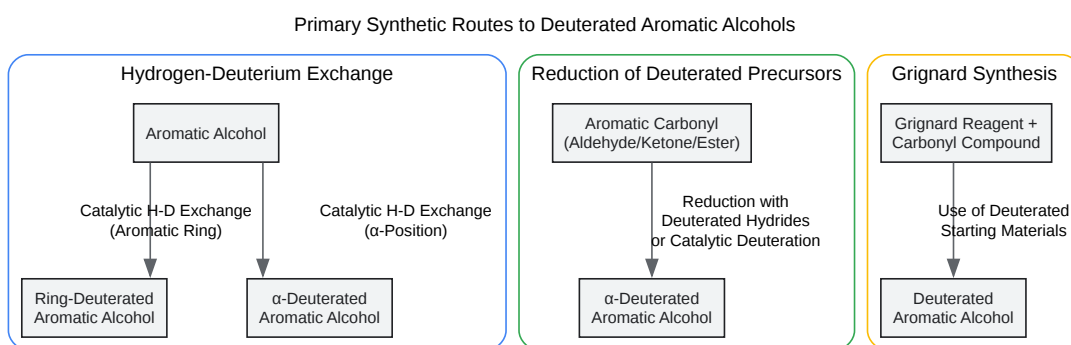 Primary Synthetic Routes to Deuterated Aromatic Alcohols
Hydrogen-Deuterium Exchange
Aromatic Alcohol
Catalytic H-D Exchange
(Aromatic Ring)
Catalytic H-D Exchange
(α-Position)
Ring-Deuterated
Aromatic Alcohol
α-Deuterated
Aromatic Alcohol
Reduction of Deuterated Precursors
Aromatic Carbonyl
(Aldehyde/Ketone/Ester)
Reduction with
Deuterated Hydrides
or Catalytic Deuteration
α-Deuterated
Aromatic Alcohol
Grignard Synthesis
Grignard Reagent +
Carbonyl Compound
Use of Deuterated
Starting Materials
Deuterated
Aromatic Alcohol